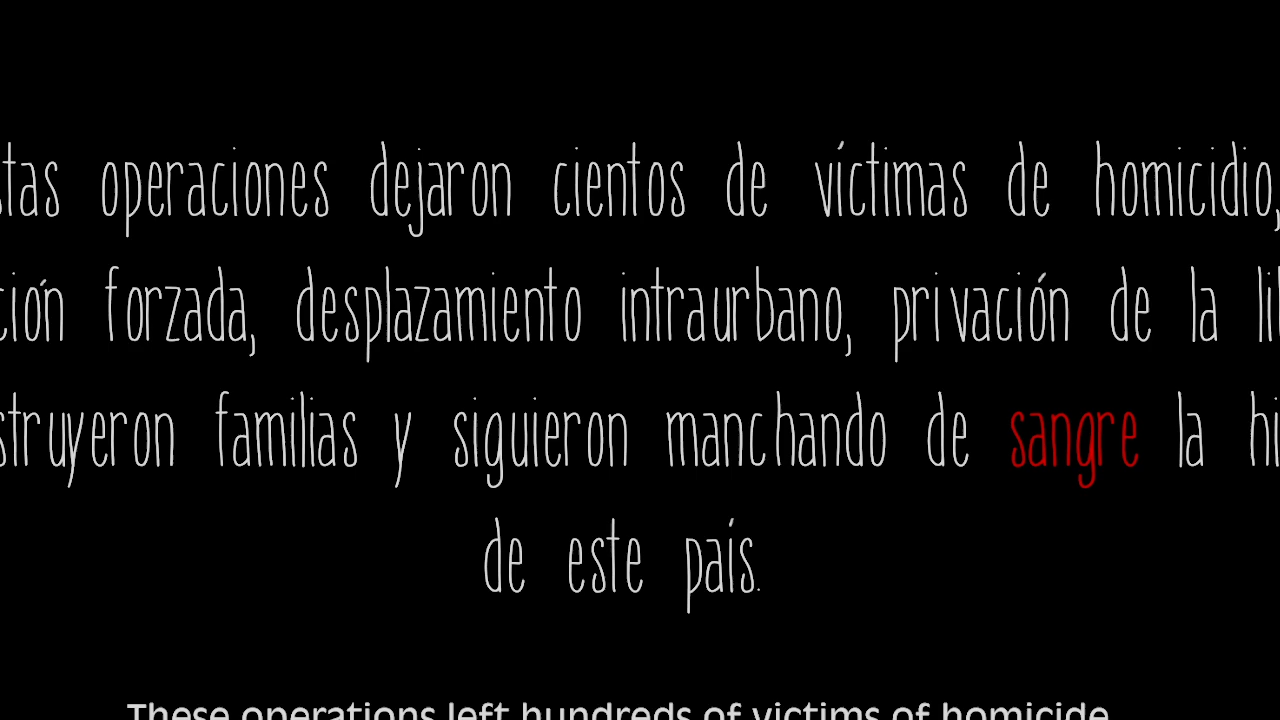 tas operaciones dejaron cientos de víctimas de homicidio,
ción forzada, desplazamiento intraurbano, privación de la li
struyeron familias y siguieron manchando de sangre la hi
de este país.
These operations left hundreds of victims of homicide